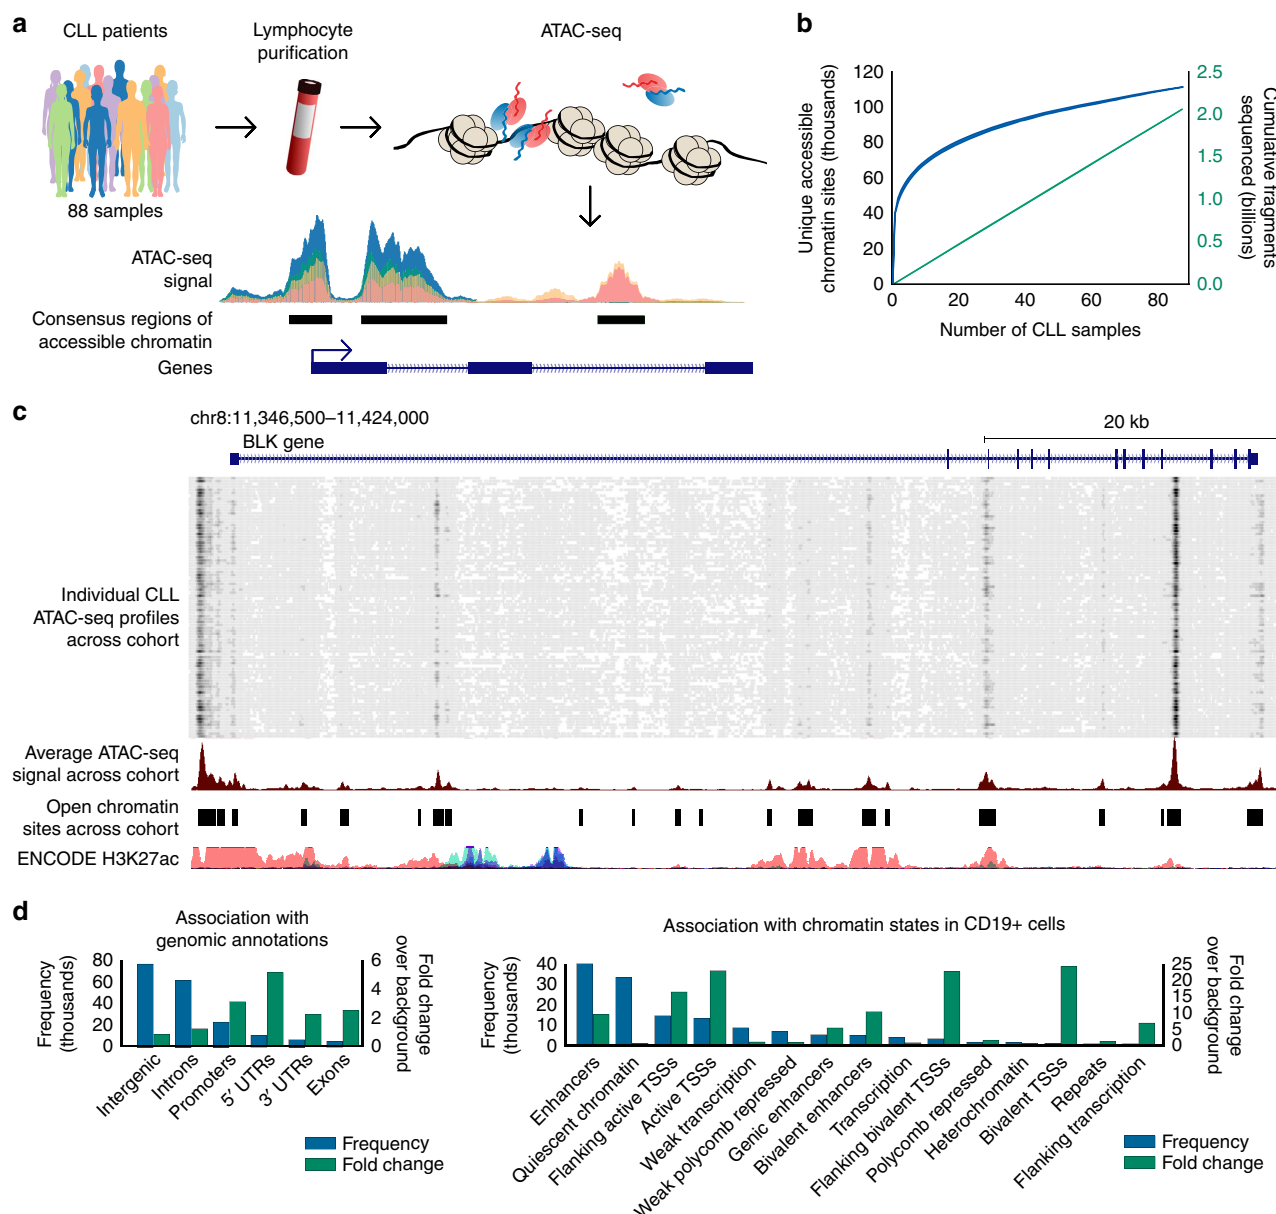 a
CLL patients
Lymphocyte
purification
ATAC-seq
88 samples
ATAC-seq
signal
Consensus regions of
accessible chromatin
Genes
b
Unique accessible
chromatin sites (thousands)
120
100
80
60
40
20
0
2.5
2.0
1.5
1.0
0.5
0.0
Cumulative fragments
sequenced (billions)
0 20 40 60 80
Number of CLL samples
c
chr8:11,346,500–11,424,000
BLK gene
20 kb
Individual CLL
ATAC-seq profiles
across cohort
Average ATAC-seq
signal across cohort
Open chromatin
sites across cohort
ENCODE H3K27ac
d
Association with
genomic annotations
Frequency
(thousands)
80
60
40
20
0
6
4
2
0
Fold change
over background
Intergenic
Introns
Promoters
5′ UTRs
3′ UTRs
Exons
Frequency
Fold change
Association with chromatin states in CD19+ cells
Frequency
(thousands)
40
30
20
10
0
25
20
15
10
5
0
Fold change
over background
Enhancers
Quiescent chromatin
Flanking active TSSs
Active TSSs
Weak transcription
Weak polycomb repressed
Genic enhancers
Bivalent enhancers
Transcription
Flanking bivalent TSSs
Polycomb repressed
Heterochromatin
Bivalent TSSs
Repeats
Flanking transcription
Frequency
Fold change